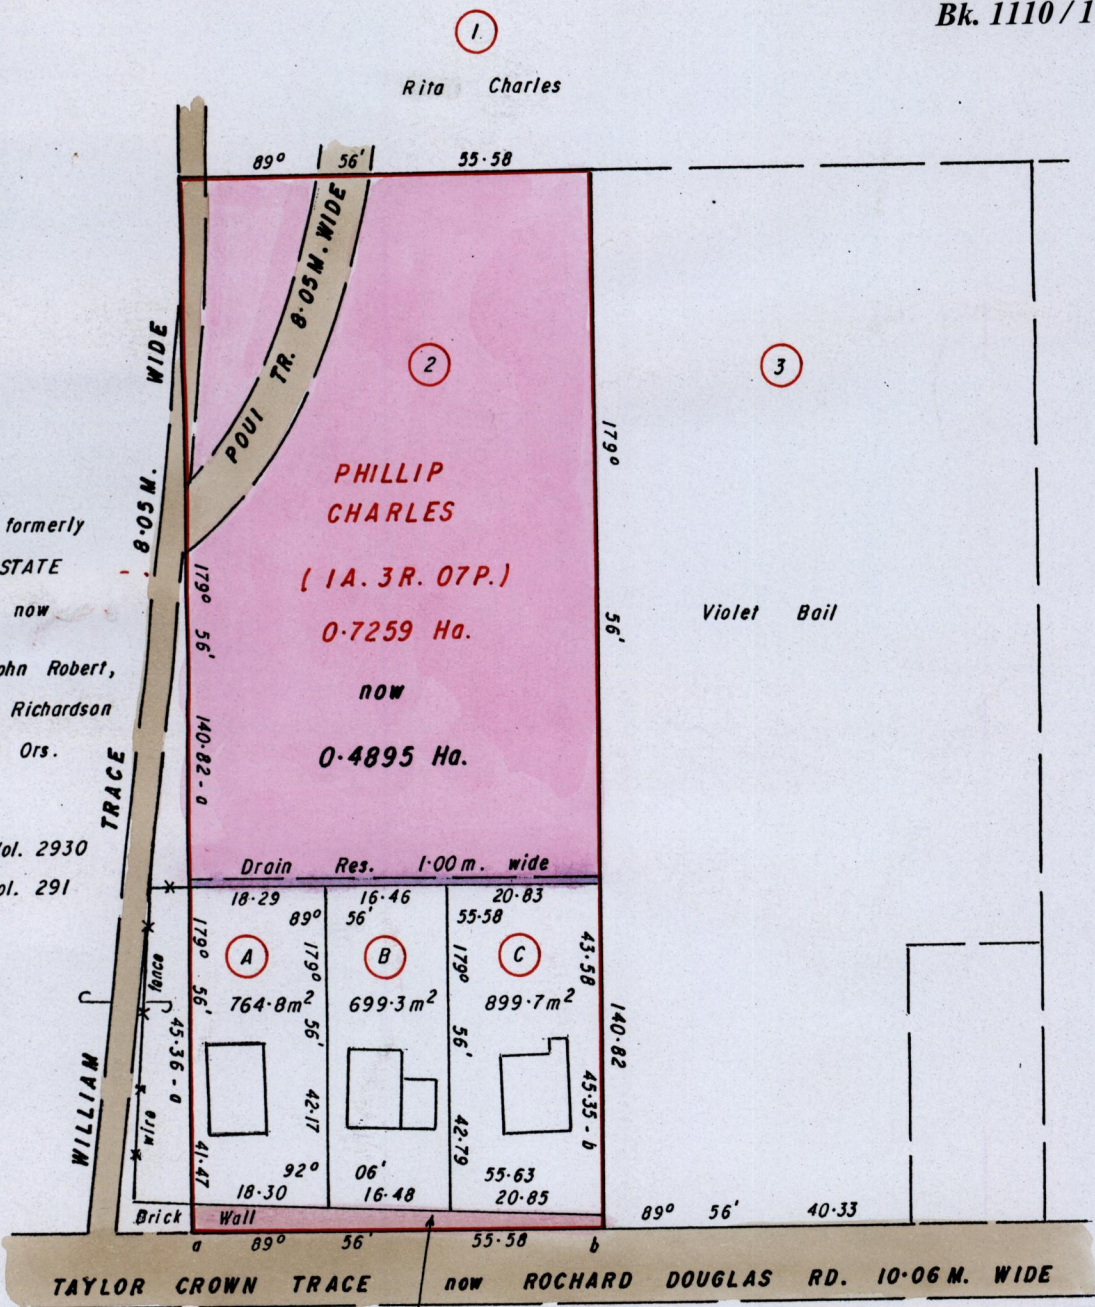 Bk. 1110 / 1
1.
Rita Charles
89° 56' 55·58
POUI TR. 8·05M. WIDE
WILLIAM TRACE 8·05M. WIDE
2
3
PHILLIP
CHARLES
( 1A. 3R. 07P.)
0·7259 Ha.
now
0·4895 Ha.
179° 56' 140·82 - a
179° 56' 140·82
Violet Bail
formerly
STATE
now
ohn Robert,
Richardson
Ors.
ol. 2930
ol. 291
Drain Res. 1·00 m. wide
18·29 16·46 20·83
89° 56' 55·58
A B C
764·8m² 699·3m² 899·7m²
179° 56' 45·36 - a
41·47
179° 56' 42·17
179° 56' 42·79
43·58
45·35 - b
wire fence
92° 06' 55·63
18·30 16·48 20·85
Brick Wall
a 89° 56' 55·58 b
89° 56' 40·33
TAYLOR CROWN TRACE now ROCHARD DOUGLAS RD. 10·06 M. WIDE